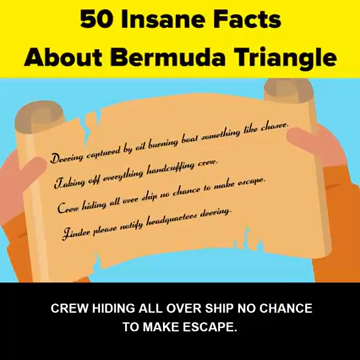 50 Insane Facts
About Bermuda Triangle
Deering captured by oil burning boat something like chaser.
Taking off everything handcuffing crew.
Crew hiding all over ship no chance to make escape.
Finder please notify headquarters deering.
CREW HIDING ALL OVER SHIP NO CHANCE
TO MAKE ESCAPE.